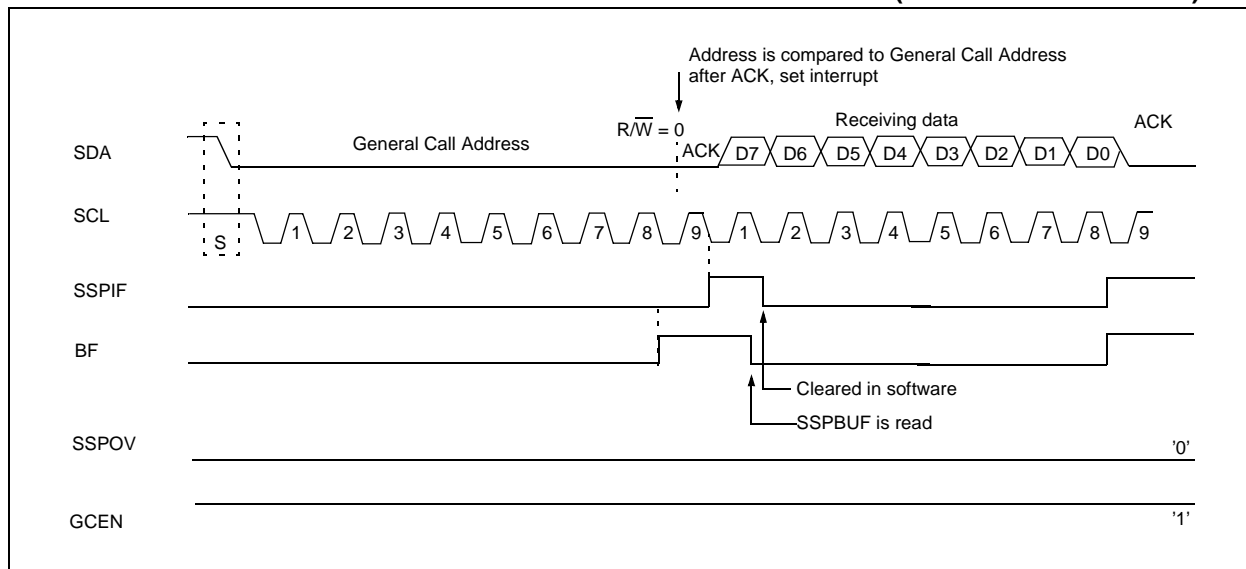 Address is compared to General Call Address
after ACK, set interrupt
R/W̅ = 0
Receiving data
ACK
SDA
General Call Address
ACK
D7 D6 D5 D4 D3 D2 D1 D0
SCL
S
1 2 3 4 5 6 7 8 9 1 2 3 4 5 6 7 8 9
SSPIF
BF
Cleared in software
SSPBUF is read
SSPOV
'0'
GCEN
'1'